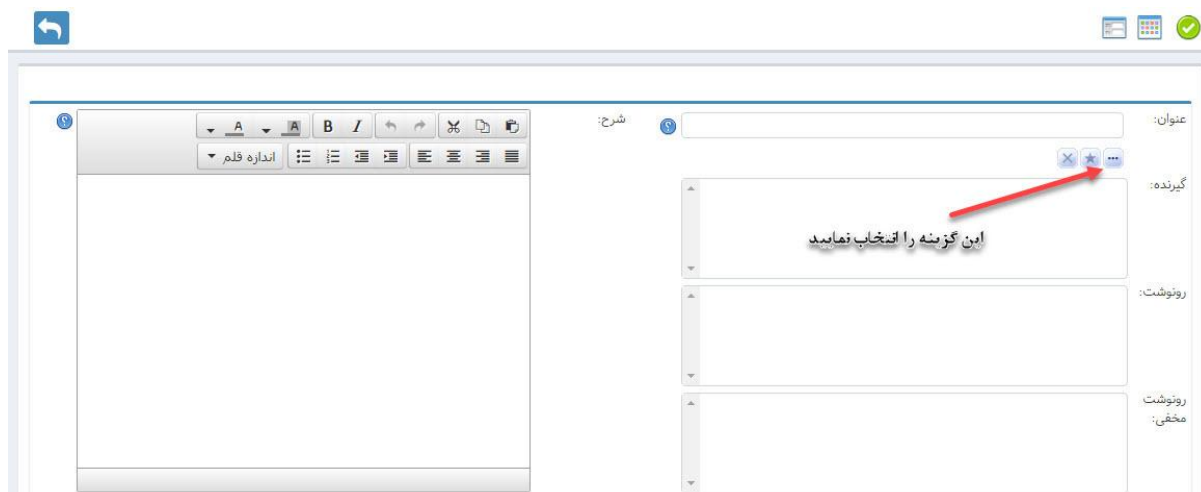 عنوان:
شرح:
اندازه قلم
گیرنده:
این گزینه را انتخاب نمایید
رونوشت:
رونوشت
مخفی: